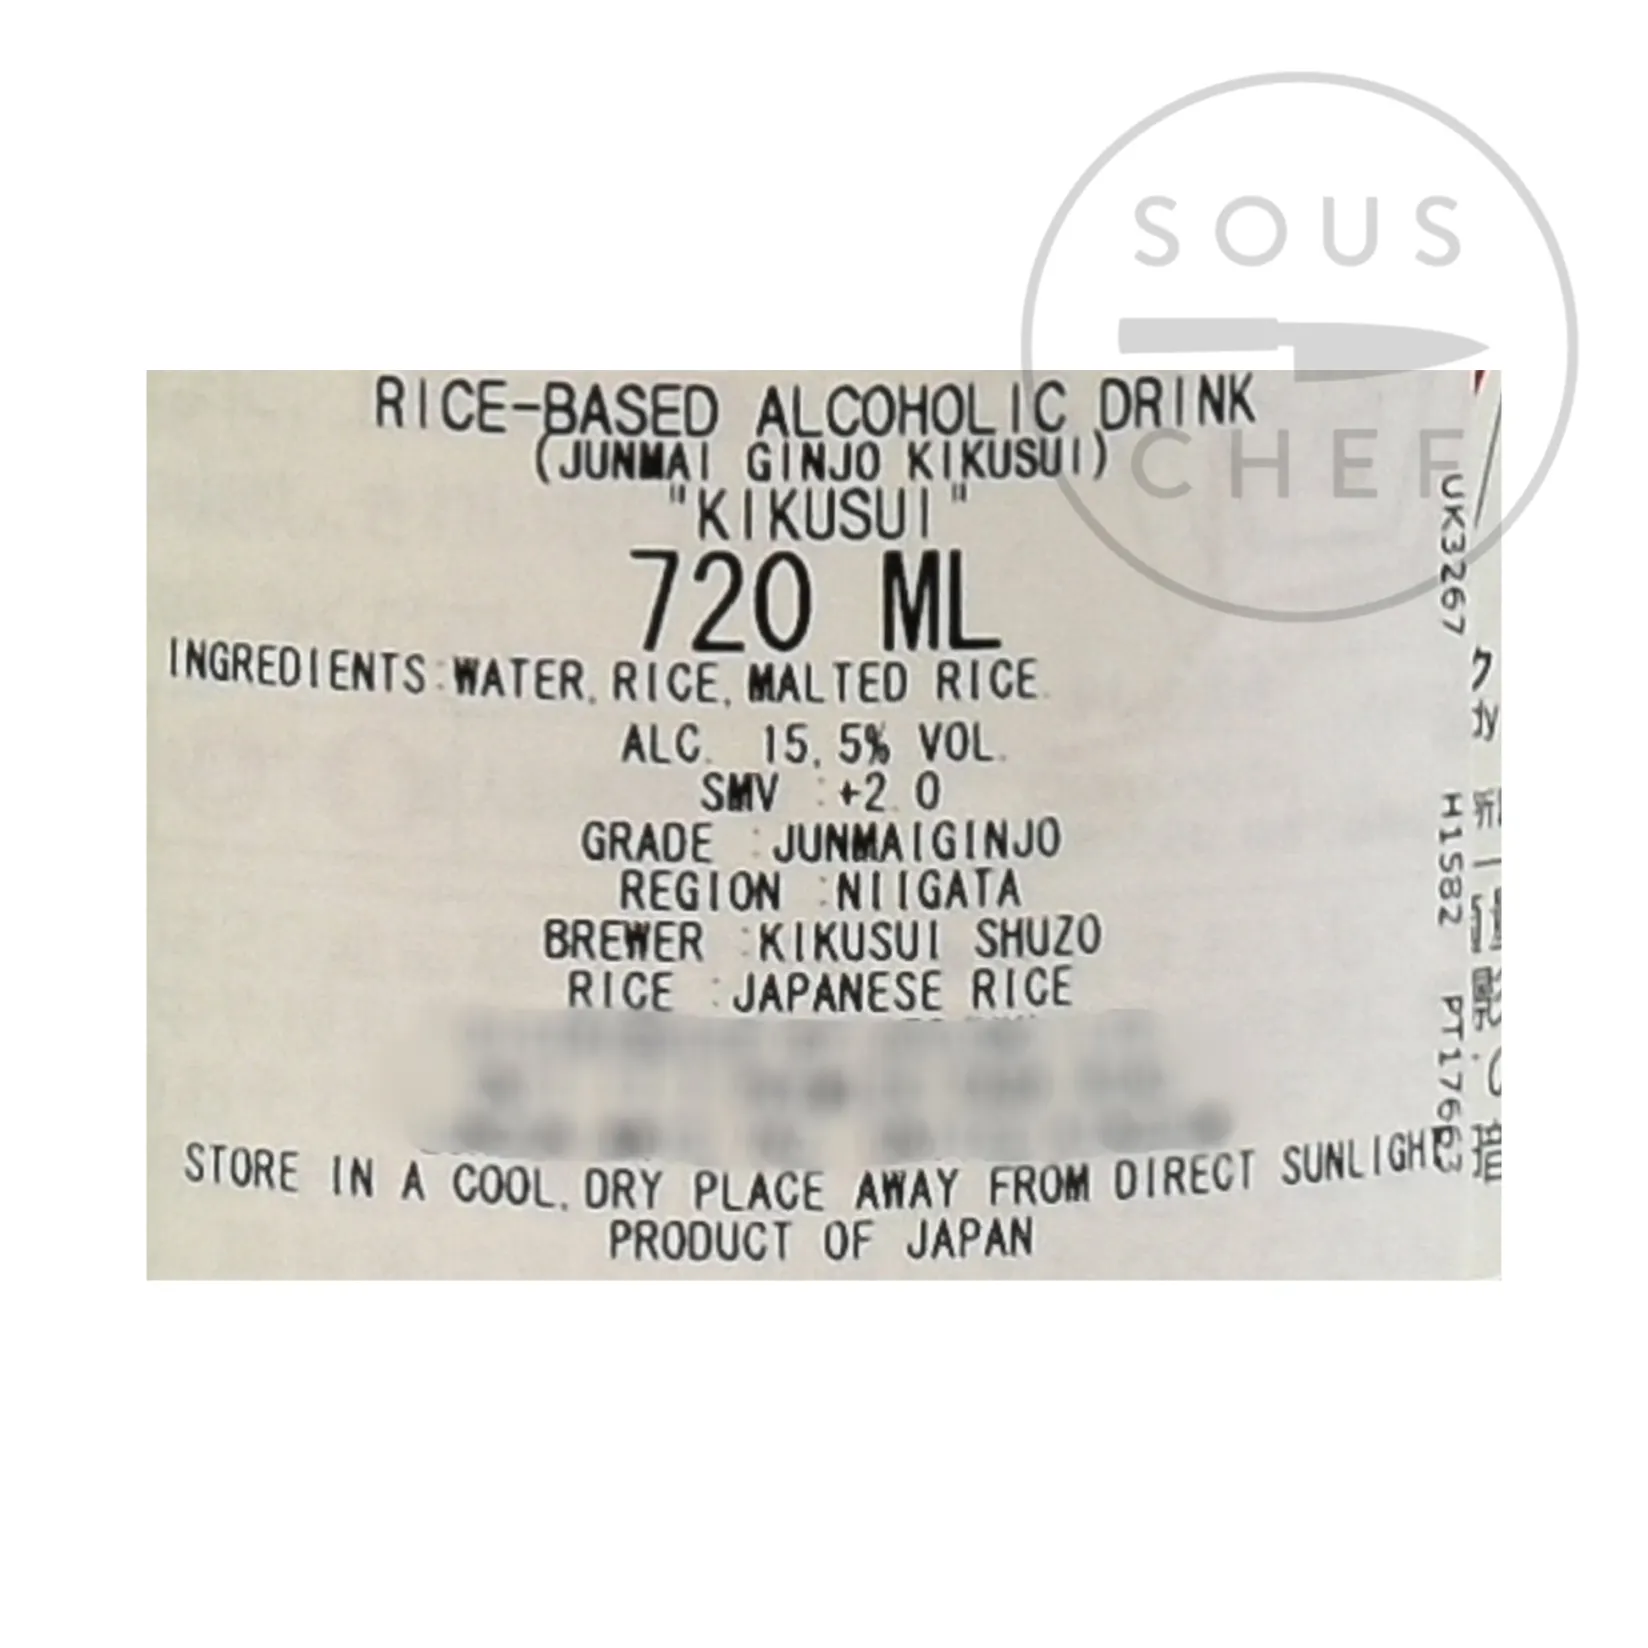 SOUS
CHEF
RICE-BASED ALCOHOLIC DRINK
(JUNMAI GINJO KIKUSUI)
"KIKUSUI"
720 ML
INGREDIENTS:WATER,RICE,MALTED RICE.
ALC. 15.5% VOL.
SMV :+2.0
GRADE :JUNMAIGINJO
REGION :NIIGATA
BREWER :KIKUSUI SHUZO
RICE :JAPANESE RICE
STORE IN A COOL,DRY PLACE AWAY FROM DIRECT SUNLIGHT
PRODUCT OF JAPAN
UK3267 H1582 PT17663